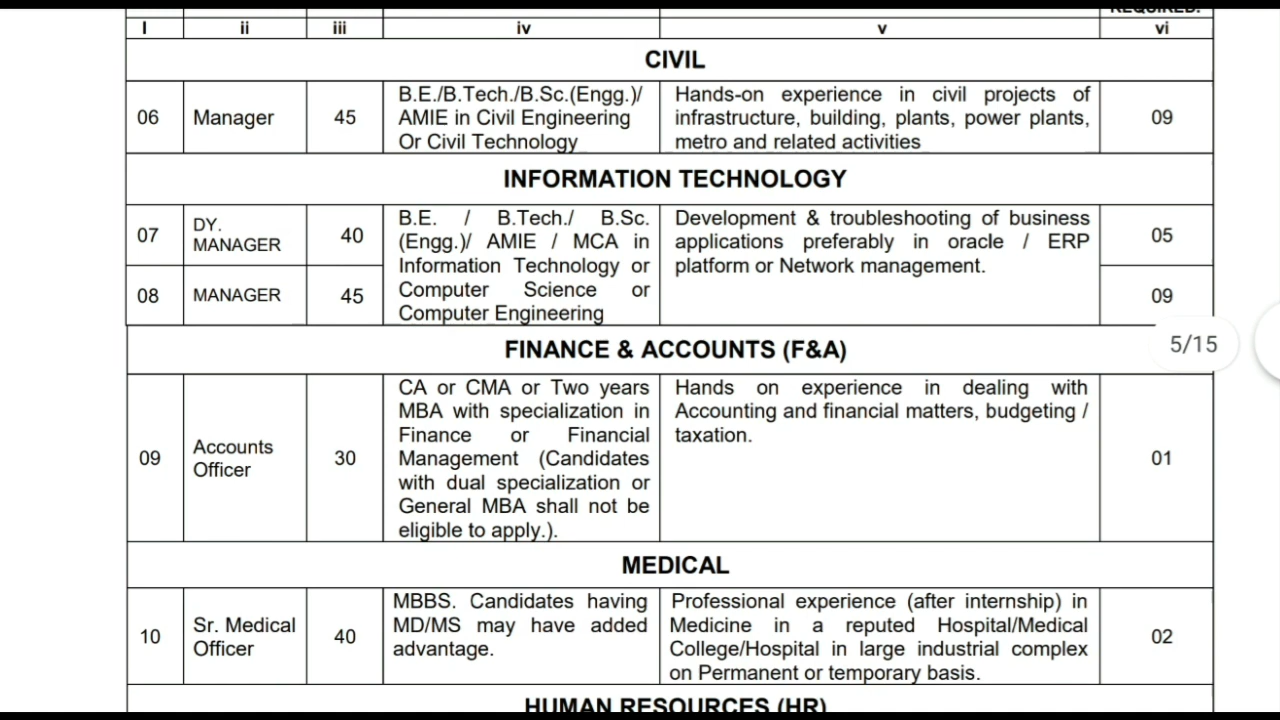 REQUIRED.
I ii iii iv v vi
CIVIL
06 Manager 45
B.E./B.Tech./B.Sc.(Engg.)/
AMIE in Civil Engineering
Or Civil Technology
Hands-on experience in civil projects of
infrastructure, building, plants, power plants,
metro and related activities
09
INFORMATION TECHNOLOGY
07
DY.
MANAGER
40
B.E. / B.Tech./ B.Sc.
(Engg.)/ AMIE / MCA in
Information Technology or
Computer Science or
Computer Engineering
Development & troubleshooting of business
applications preferably in oracle / ERP
platform or Network management.
05
08 MANAGER 45
09
FINANCE & ACCOUNTS (F&A)
5/15
09
Accounts
Officer
30
CA or CMA or Two years
MBA with specialization in
Finance or Financial
Management (Candidates
with dual specialization or
General MBA shall not be
eligible to apply.).
Hands on experience in dealing with
Accounting and financial matters, budgeting /
taxation.
01
MEDICAL
10
Sr. Medical
Officer
40
MBBS. Candidates having
MD/MS may have added
advantage.
Professional experience (after internship) in
Medicine in a reputed Hospital/Medical
College/Hospital in large industrial complex
on Permanent or temporary basis.
02
HUMAN RESOURCES (HR)